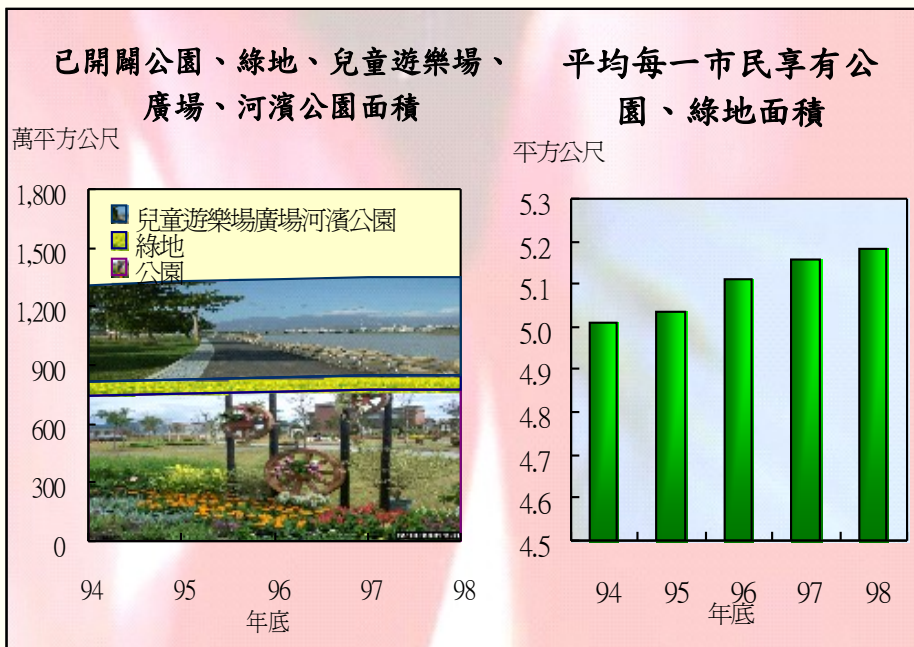 已開闢公園、綠地、兒童遊樂場、
廣場、河濱公園面積
萬平方公尺
1,800
1,500
1,200
900
600
300
0
兒童遊樂場廣場河濱公園
綠地
公園
94
95
96
97
98
年底
平均每一市民享有公
園、綠地面積
平方公尺
5.3
5.2
5.1
5.0
4.9
4.8
4.7
4.6
4.5
94
95
96
97
98
年底